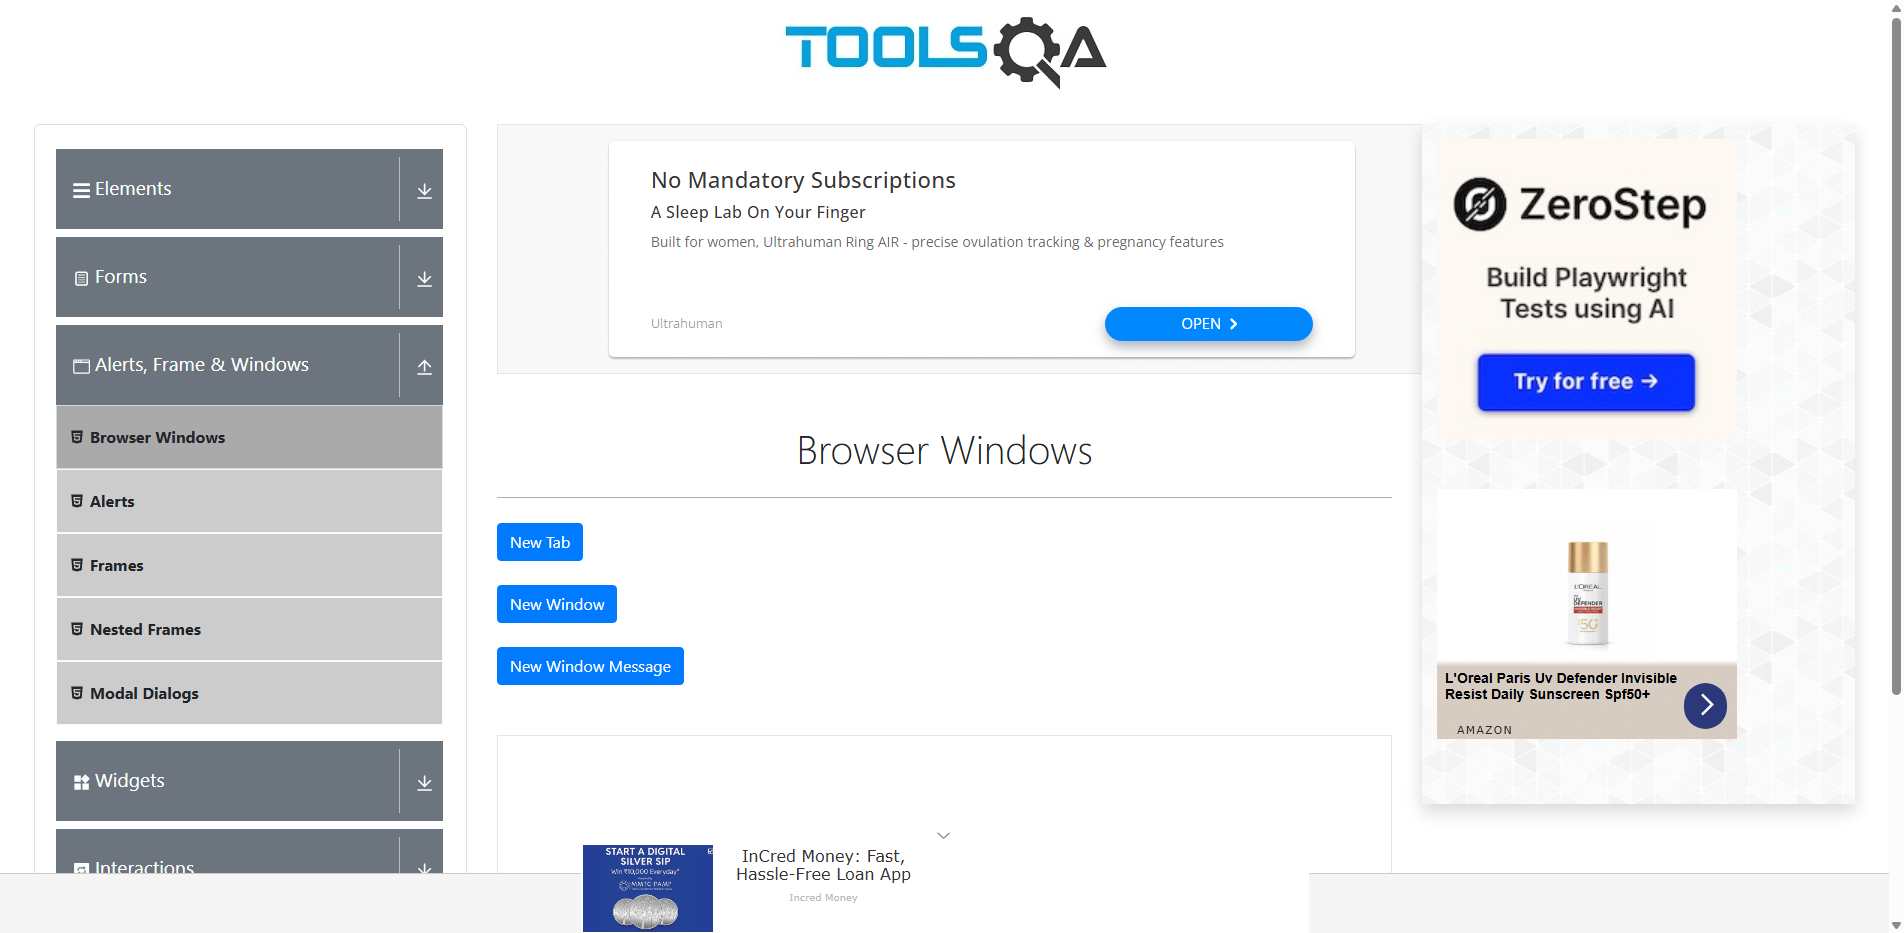 TOOLSQA
Elements
Forms
Alerts, Frame & Windows
Browser Windows
Alerts
Frames
Nested Frames
Modal Dialogs
Widgets
Interactions
No Mandatory Subscriptions
A Sleep Lab On Your Finger
Built for women, Ultrahuman Ring AIR - precise ovulation tracking & pregnancy features
Ultrahuman
OPEN
Browser Windows
New Tab
New Window
New Window Message
ZeroStep
Build Playwright
Tests using AI
Try for free →
L'OREAL
UV
DEFENDER
50
L'Oreal Paris Uv Defender Invisible
Resist Daily Sunscreen Spf50+
AMAZON
START A DIGITAL
SILVER SIP
Win ₹10,000 Everyday*
MMTC PAMP
InCred Money: Fast,
Hassle-Free Loan App
Incred Money